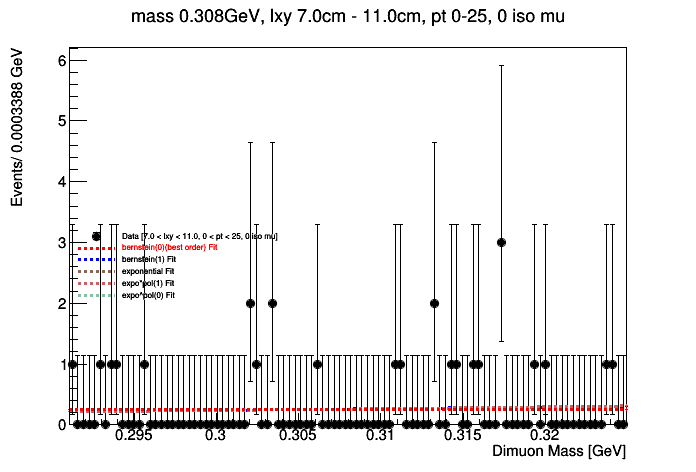 mass 0.308GeV, lxy 7.0cm - 11.0cm, pt 0-25, 0 iso mu
Events/ 0.0003388 GeV
6
5
4
3
2
1
0
Data [7.0 < lxy < 11.0, 0 < pt < 25, 0 iso mu]
bernstein(0)(best order) Fit
bernstein(1) Fit
exponential Fit
expo*pol(1) Fit
expo*pol(0) Fit
0.295 0.3 0.305 0.31 0.315 0.32
Dimuon Mass [GeV]